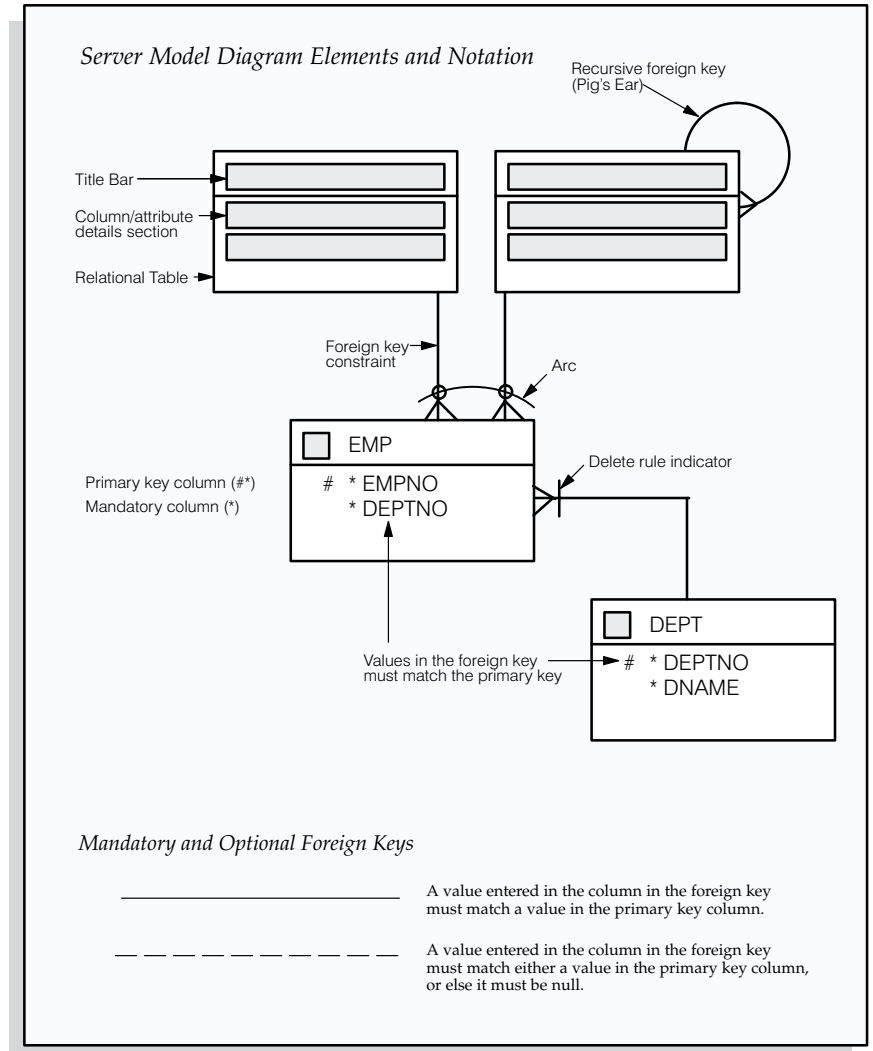 Server Model Diagram Elements and Notation
Recursive foreign key
(Pig's Ear)
Title Bar
Column/attribute
details section
Relational Table
Foreign key
constraint
Arc
EMP
Delete rule indicator
Primary key column (#*)
# * EMPNO
Mandatory column (*)
* DEPTNO
DEPT
Values in the foreign key
must match the primary key
# * DEPTNO
* DNAME
Mandatory and Optional Foreign Keys
A value entered in the column in the foreign key
must match a value in the primary key column.
A value entered in the column in the foreign key
must match either a value in the primary key column,
or else it must be null.